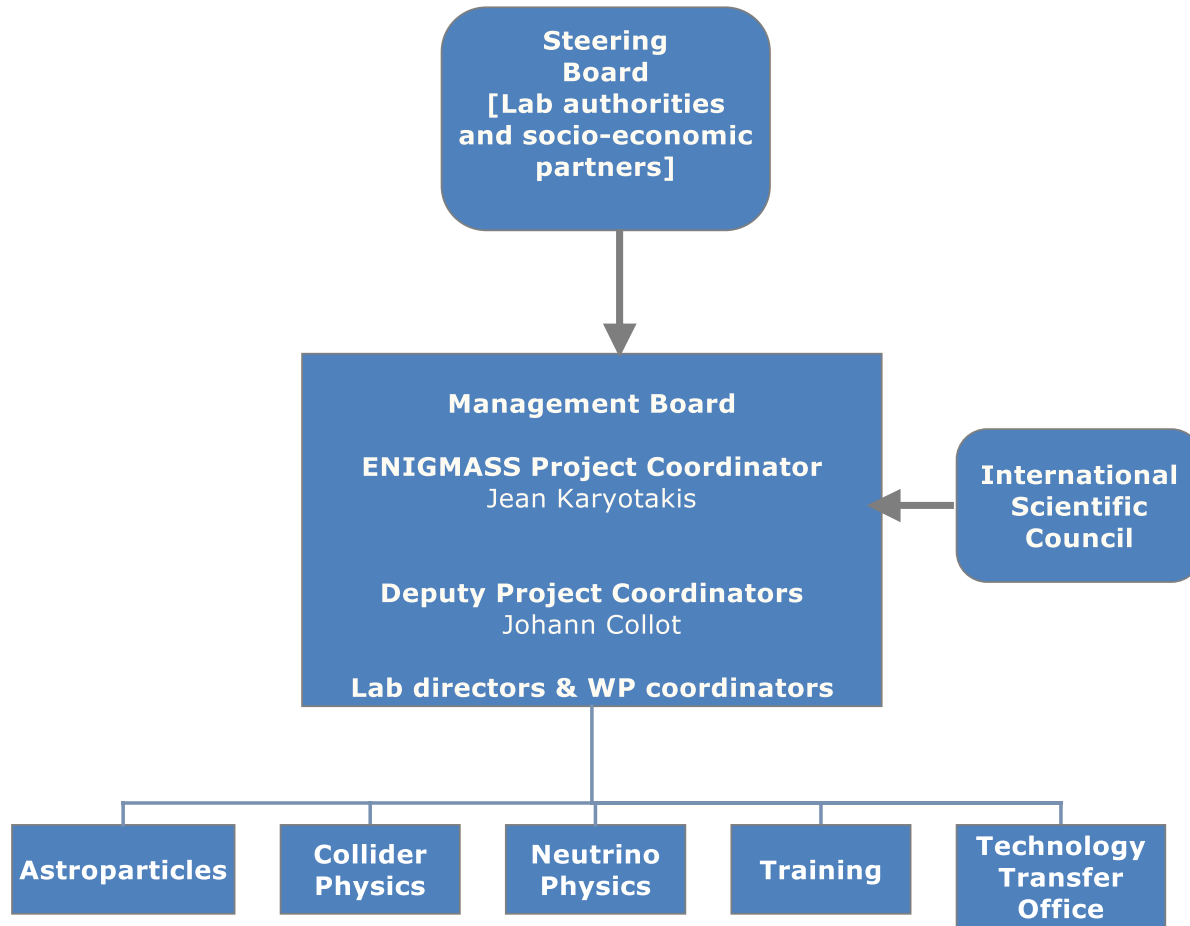 Steering
Board
[Lab authorities
and socio-economic
partners]
Management Board
ENIGMASS Project Coordinator
Jean Karyotakis
Deputy Project Coordinators
Johann Collot
Lab directors & WP coordinators
International
Scientific
Council
Astroparticles
Collider
Physics
Neutrino
Physics
Training
Technology
Transfer
Office